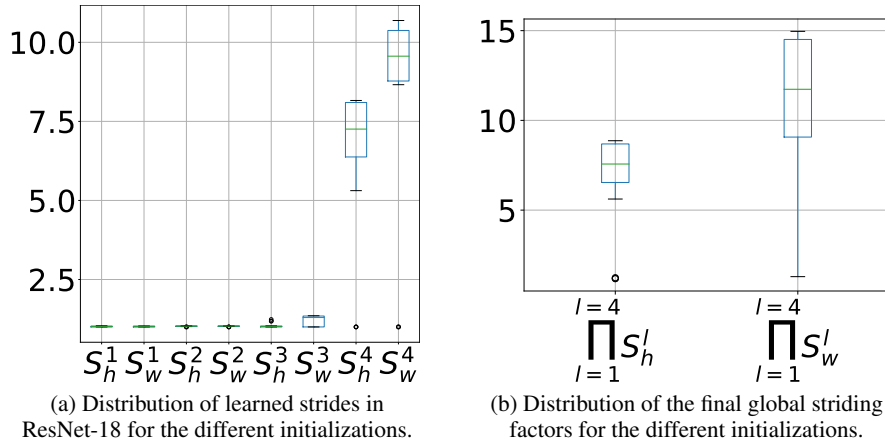 10.0
7.5
5.0
2.5
S_h^1 S_w^1 S_h^2 S_w^2 S_h^3 S_w^3 S_h^4 S_w^4
(a) Distribution of learned strides in
ResNet-18 for the different initializations.
15
10
5
l = 4 l = 4
∏ S_h^l ∏ S_w^l
l = 1 l = 1
(b) Distribution of the final global striding
factors for the different initializations.